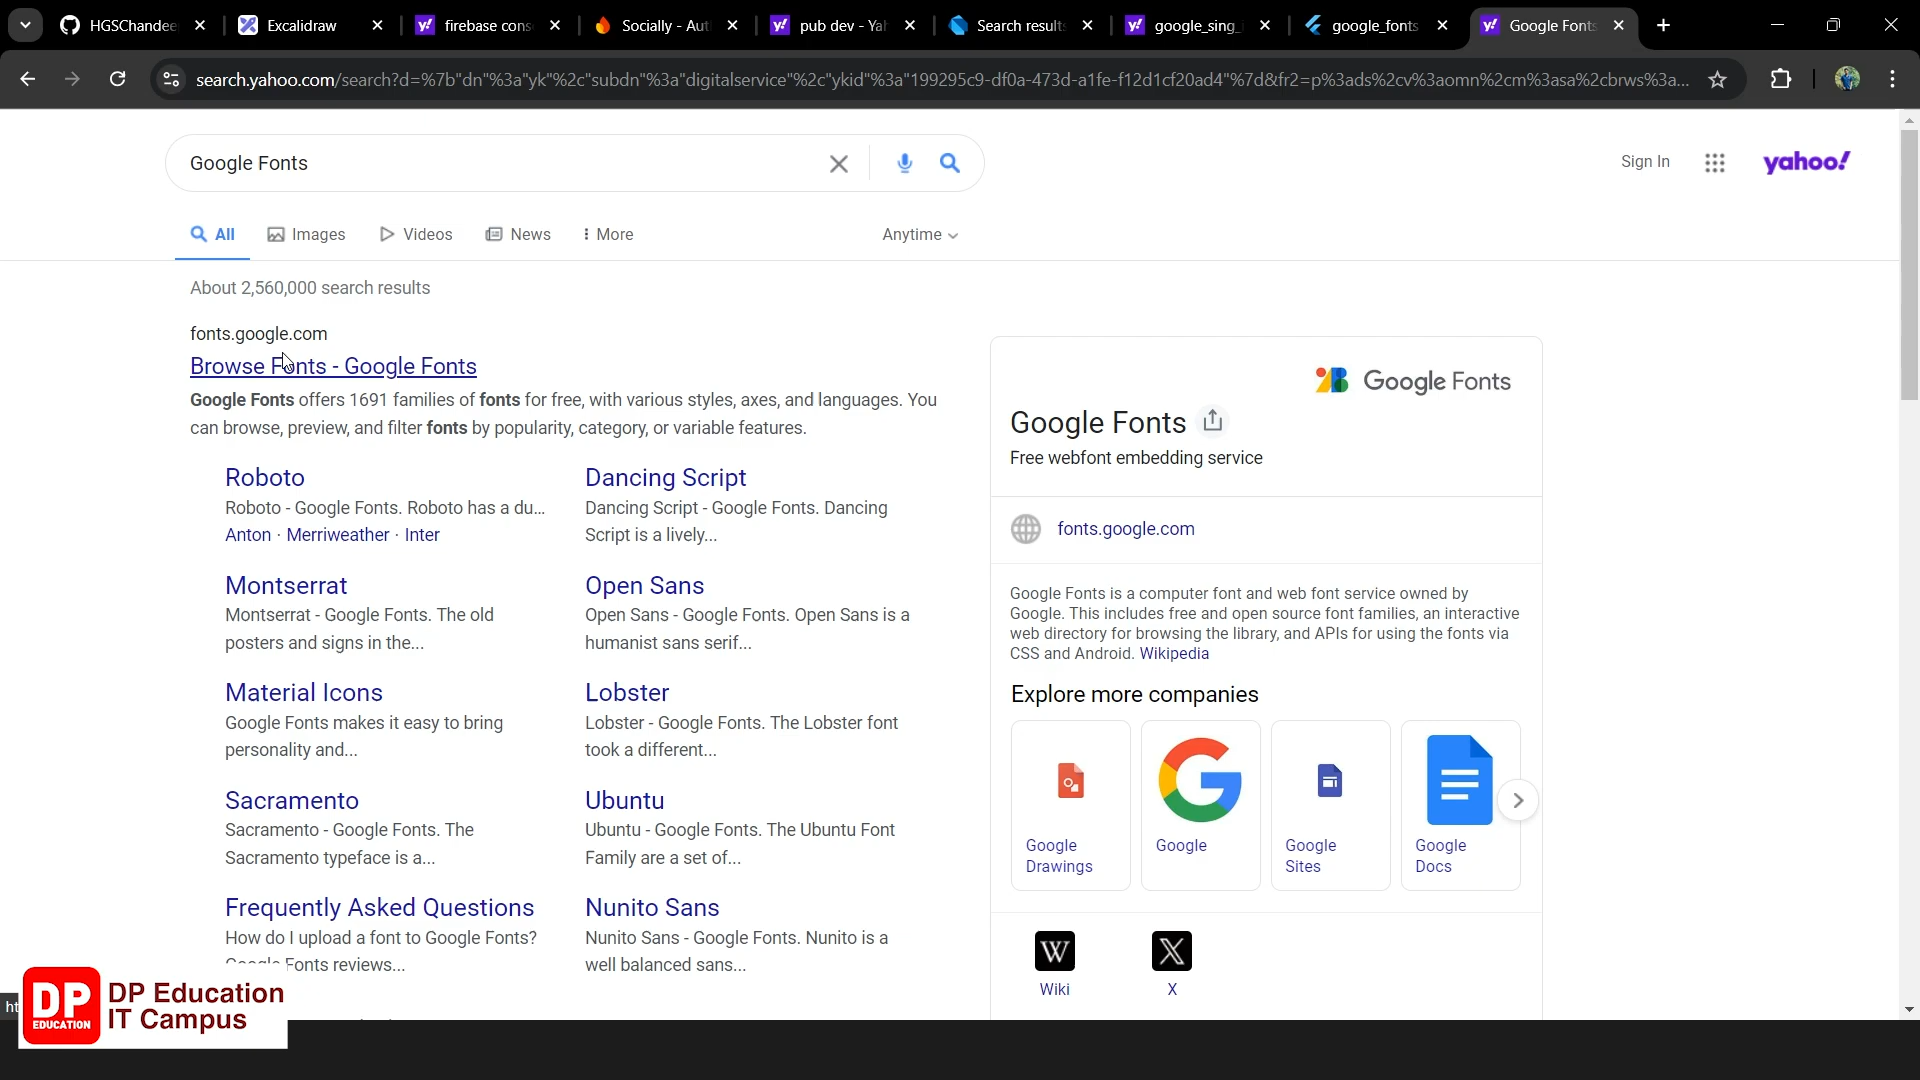 HGSChandee
Excalidraw
firebase cons
Socially - Aut
pub dev - Yah
Search results
google_sing_
google_fonts
Google Fonts
search.yahoo.com/search?d=%7b"dn"%3a"yk"%2c"subdn"%3a"digitalservice"%2c"ykid"%3a"199295c9-df0a-473d-a1fe-f12d1cf20ad4"%7d&fr2=p%3ads%2cv%3aomn%2cm%3asa%2cbrws%3a...
Google Fonts
Sign In
yahoo!
All
Images
Videos
News
More
Anytime
About 2,560,000 search results
fonts.google.com
Browse Fonts - Google Fonts
Google Fonts offers 1691 families of fonts for free, with various styles, axes, and languages. You
can browse, preview, and filter fonts by popularity, category, or variable features.
Roboto
Roboto - Google Fonts. Roboto has a du...
Anton · Merriweather · Inter
Dancing Script
Dancing Script - Google Fonts. Dancing
Script is a lively...
Montserrat
Montserrat - Google Fonts. The old
posters and signs in the...
Open Sans
Open Sans - Google Fonts. Open Sans is a
humanist sans serif...
Material Icons
Google Fonts makes it easy to bring
personality and...
Lobster
Lobster - Google Fonts. The Lobster font
took a different...
Sacramento
Sacramento - Google Fonts. The
Sacramento typeface is a...
Ubuntu
Ubuntu - Google Fonts. The Ubuntu Font
Family are a set of...
Frequently Asked Questions
How do I upload a font to Google Fonts?
Google Fonts reviews...
Nunito Sans
Nunito Sans - Google Fonts. Nunito is a
well balanced sans...
Google Fonts
Google Fonts
Free webfont embedding service
fonts.google.com
Google Fonts is a computer font and web font service owned by
Google. This includes free and open source font families, an interactive
web directory for browsing the library, and APIs for using the fonts via
CSS and Android. Wikipedia
Explore more companies
Google
Drawings
Google
Google
Sites
Google
Docs
W
Wiki
X
ht
DP
EDUCATION
DP Education
IT Campus